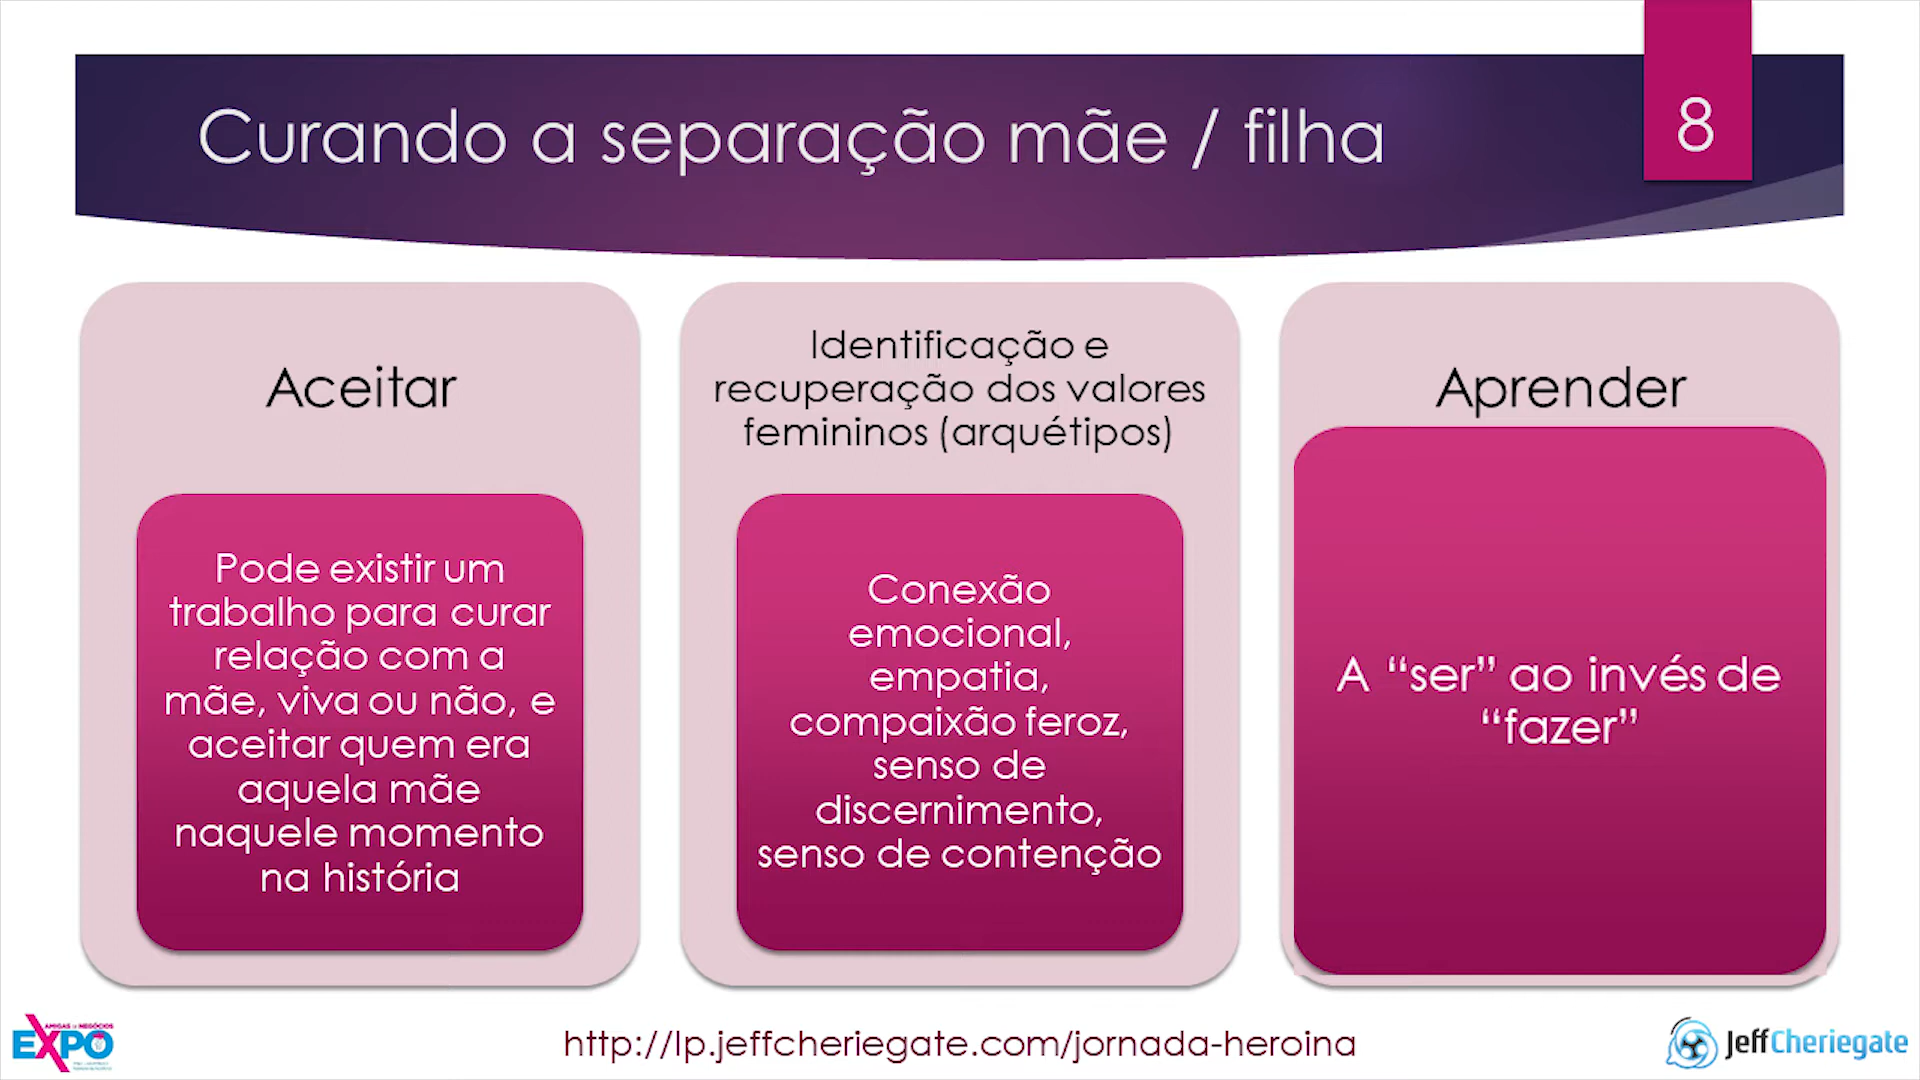 Curando a separação mãe / filha
8
Aceitar
Pode existir um
trabalho para curar
relação com a
mãe, viva ou não, e
aceitar quem era
aquela mãe
naquele momento
na história
Identificação e
recuperação dos valores
femininos (arquétipos)
Conexão
emocional,
empatia,
compaixão feroz,
senso de
discernimento,
senso de contenção
Aprender
A “ser” ao invés de
“fazer”
AMIGAS DE NEGÓCIOS
EXPO
http://lp.jeffcheriegate.com/jornada-heroina
JeffCheriegate